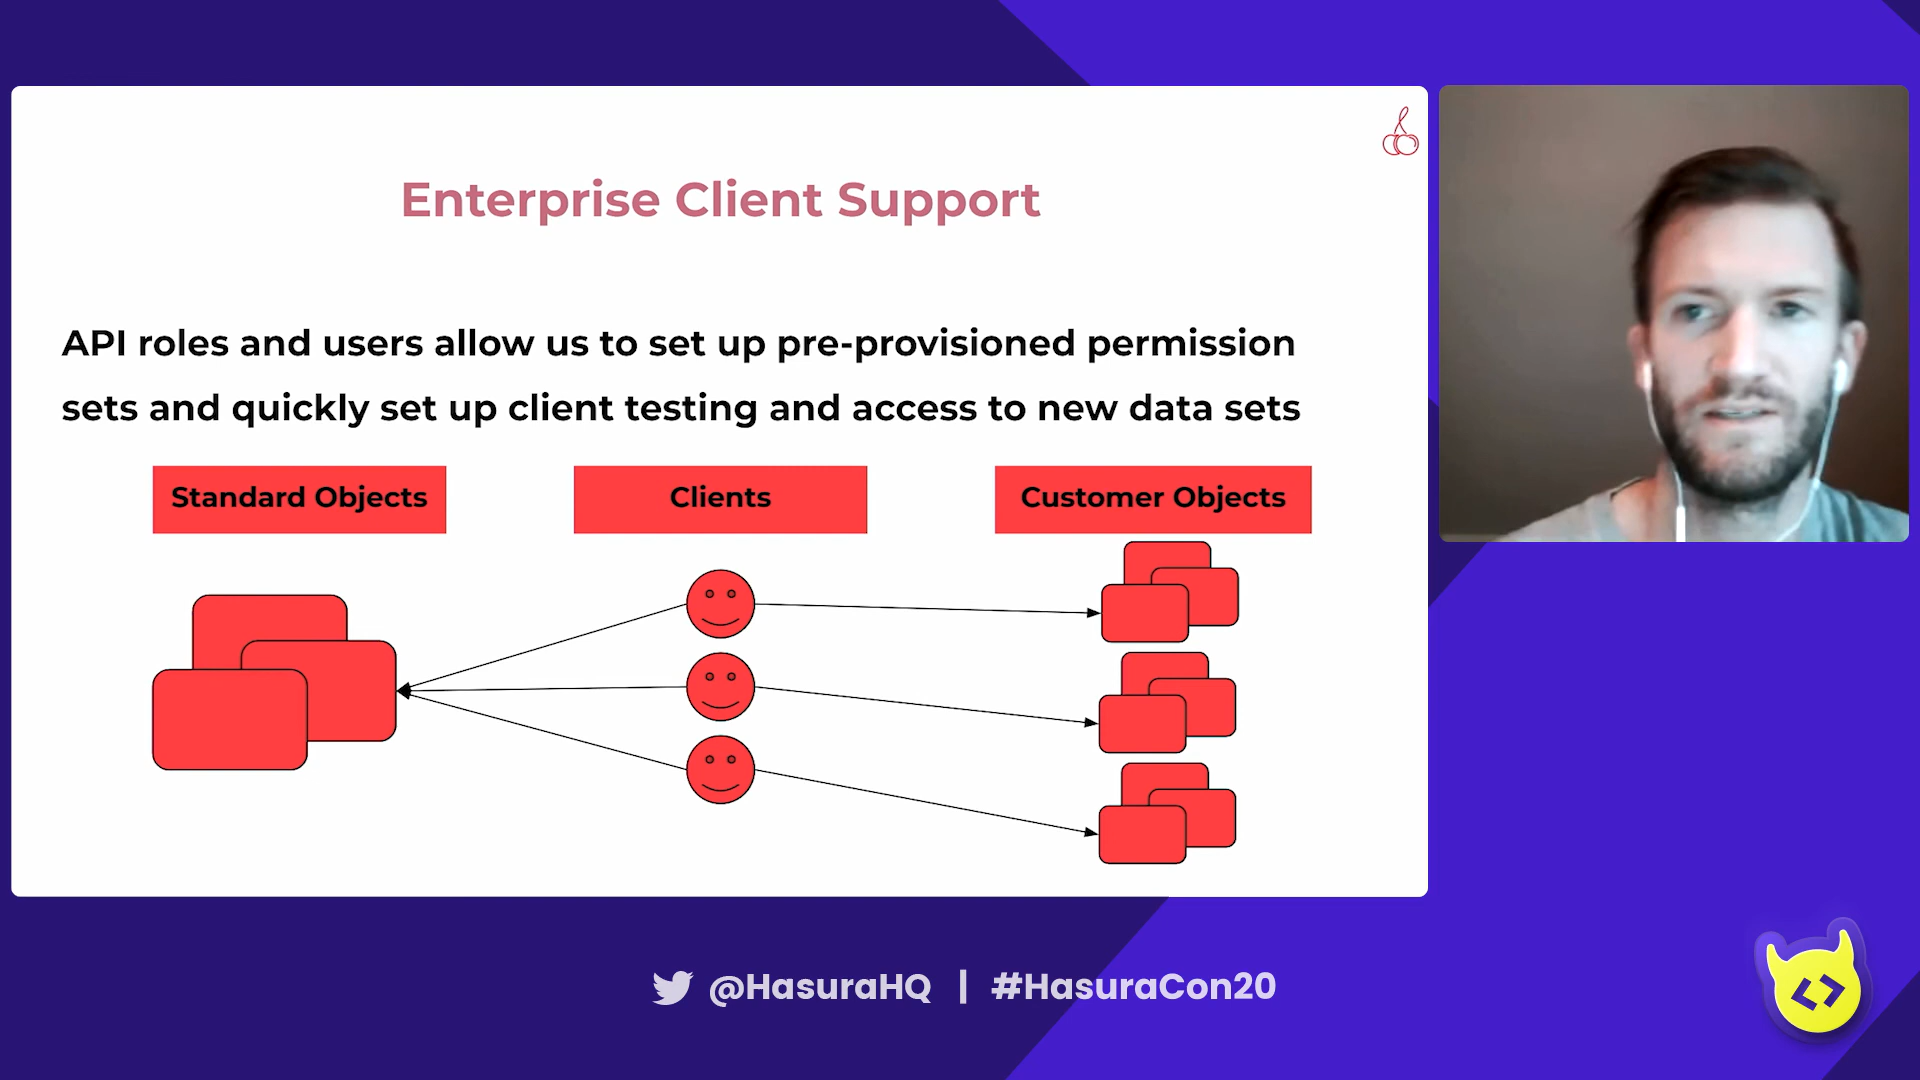 Enterprise Client Support
API roles and users allow us to set up pre-provisioned permission
sets and quickly set up client testing and access to new data sets
Standard Objects
Clients
Customer Objects
@HasuraHQ | #HasuraCon20